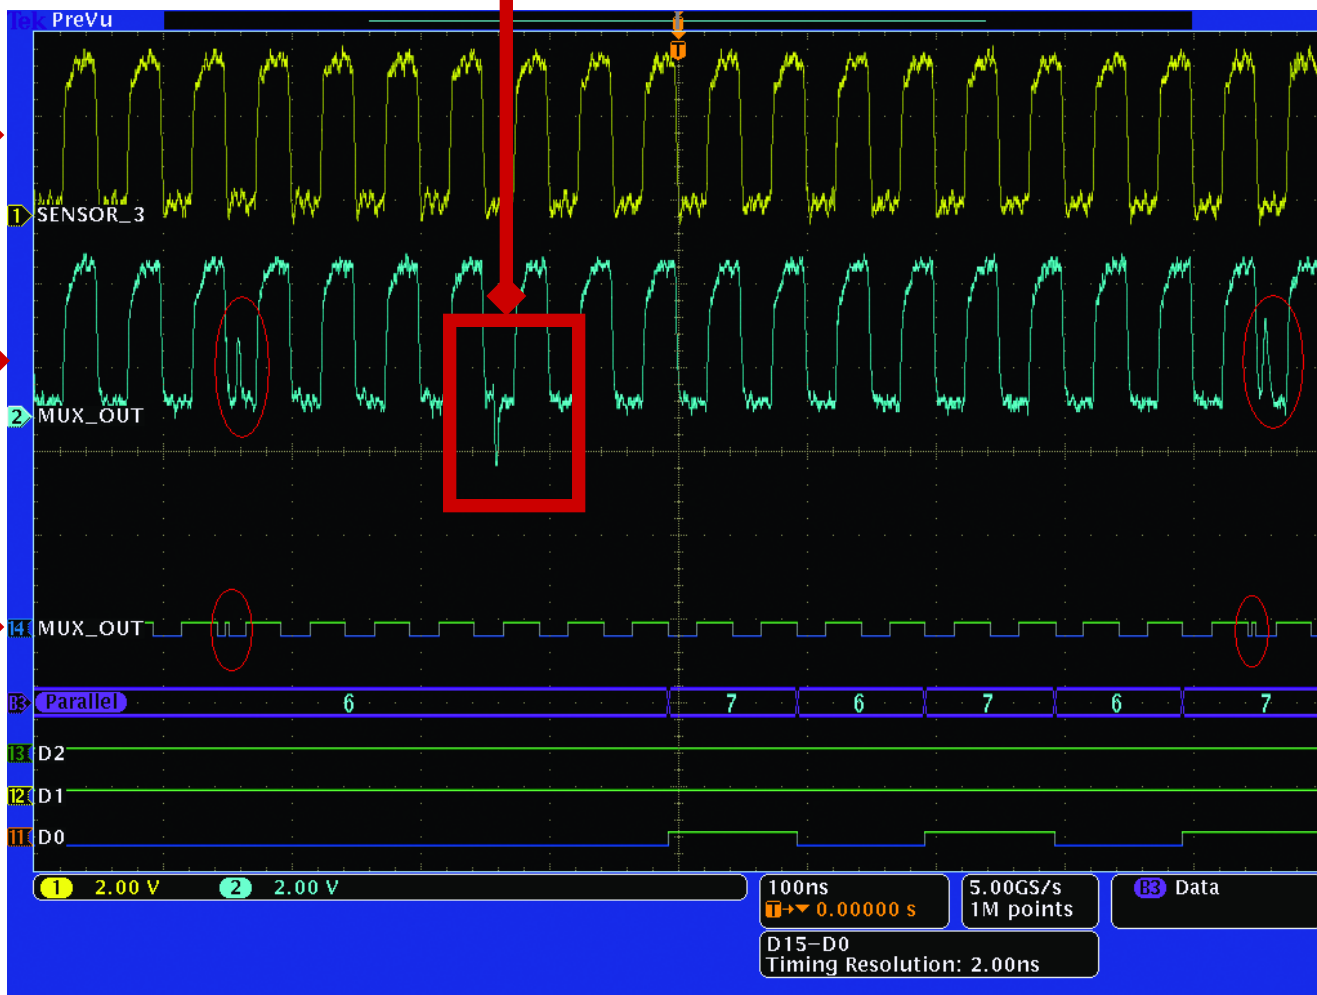 Tek PreVu
T
1 SENSOR_3
2 MUX_OUT
14 MUX_OUT
B3 Parallel 6 7 6 7 6 7
13 D2
12 D1
11 D0
1 2.00 V 2 2.00 V
100ns
T→▼ 0.00000 s
5.00GS/s
1M points
B3 Data
D15-D0
Timing Resolution: 2.00ns